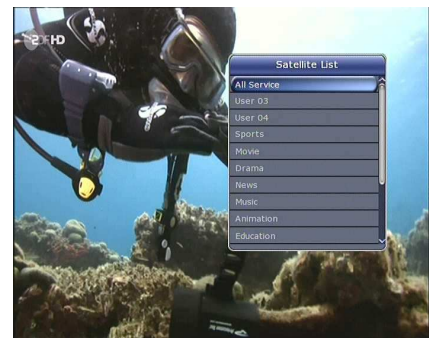 ZDF HD
Satellite List
All Service
User 03
User 04
Sports
Movie
Drama
News
Music
Animation
Education